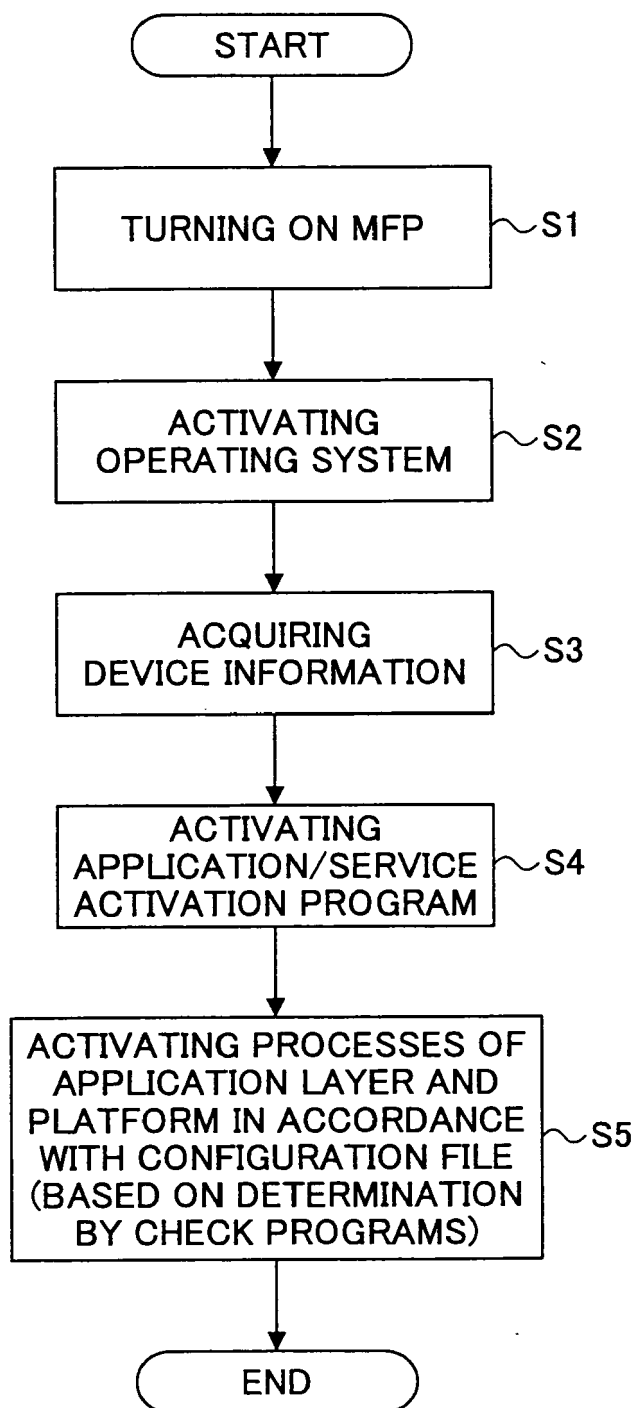 START
TURNING ON MFP
S1
ACTIVATING
OPERATING SYSTEM
S2
ACQUIRING
DEVICE INFORMATION
S3
ACTIVATING
APPLICATION/SERVICE
ACTIVATION PROGRAM
S4
ACTIVATING PROCESSES OF
APPLICATION LAYER AND
PLATFORM IN ACCORDANCE
WITH CONFIGURATION FILE
(BASED ON DETERMINATION
BY CHECK PROGRAMS)
S5
END